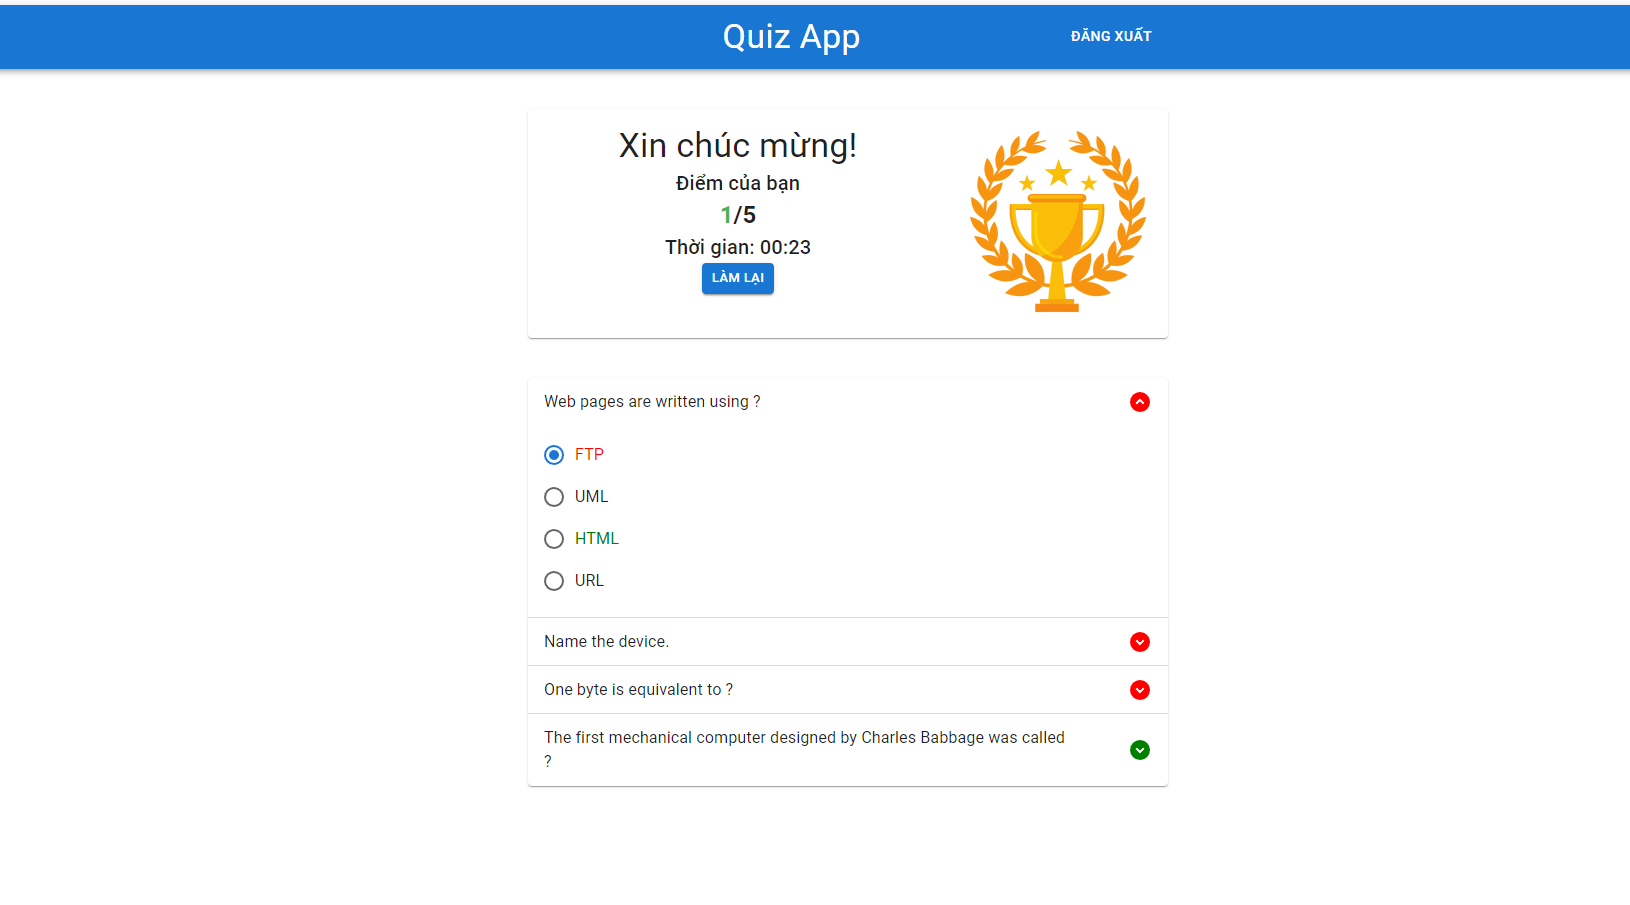 Quiz App
ĐĂNG XUẤT
Xin chúc mừng!
Điểm của bạn
1/5
Thời gian: 00:23
LÀM LẠI
Web pages are written using ?
FTP
UML
HTML
URL
Name the device.
One byte is equivalent to ?
The first mechanical computer designed by Charles Babbage was called
?